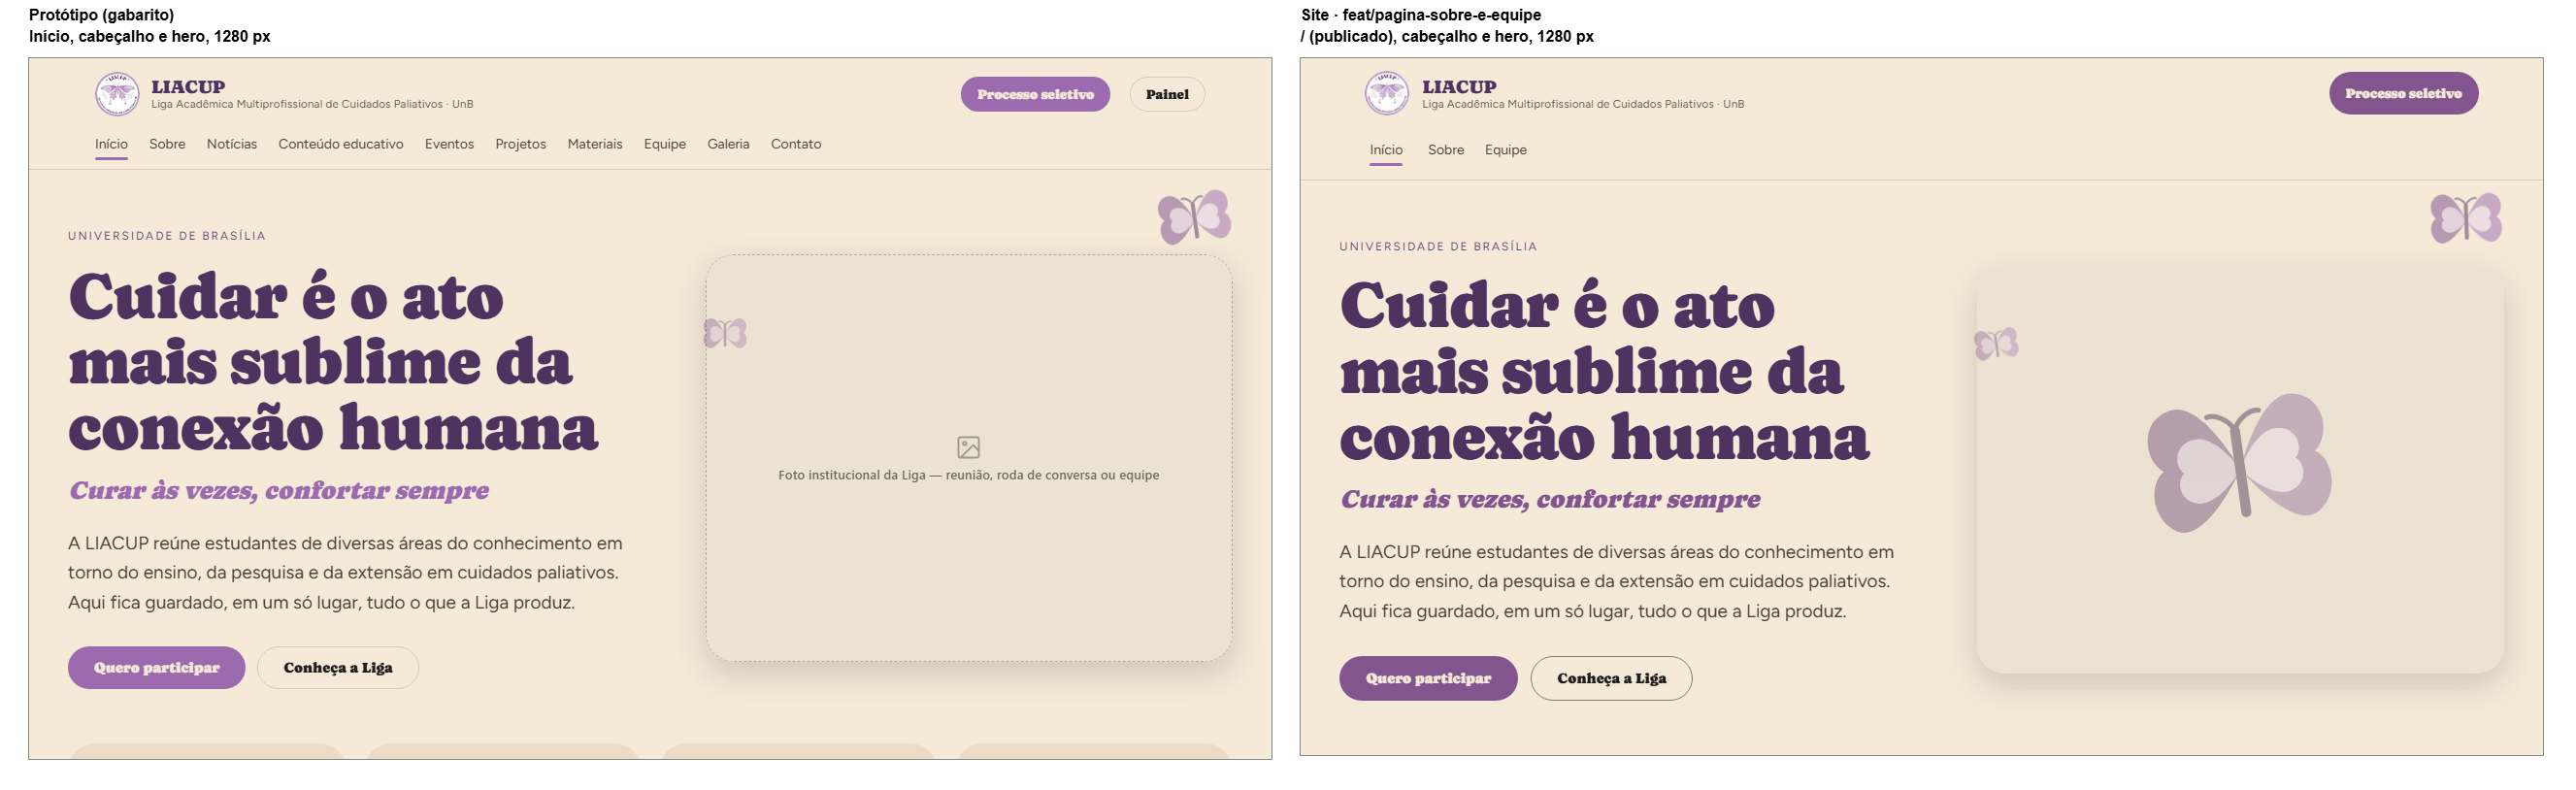 Protótipo (gabarito)
Início, cabeçalho e hero, 1280 px
LIACUP
Liga Acadêmica Multiprofissional de Cuidados Paliativos · UnB
Processo seletivo
Painel
Início Sobre Notícias Conteúdo educativo Eventos Projetos Materiais Equipe Galeria Contato
UNIVERSIDADE DE BRASÍLIA
Cuidar é o ato
mais sublime da
conexão humana
Curar às vezes, confortar sempre
A LIACUP reúne estudantes de diversas áreas do conhecimento em
torno do ensino, da pesquisa e da extensão em cuidados paliativos.
Aqui fica guardado, em um só lugar, tudo o que a Liga produz.
Quero participar
Conheça a Liga
Foto institucional da Liga — reunião, roda de conversa ou equipe
Site · feat/pagina-sobre-e-equipe
/ (publicado), cabeçalho e hero, 1280 px
LIACUP
Liga Acadêmica Multiprofissional de Cuidados Paliativos · UnB
Processo seletivo
Início Sobre Equipe
UNIVERSIDADE DE BRASÍLIA
Cuidar é o ato
mais sublime da
conexão humana
Curar às vezes, confortar sempre
A LIACUP reúne estudantes de diversas áreas do conhecimento em
torno do ensino, da pesquisa e da extensão em cuidados paliativos.
Aqui fica guardado, em um só lugar, tudo o que a Liga produz.
Quero participar
Conheça a Liga